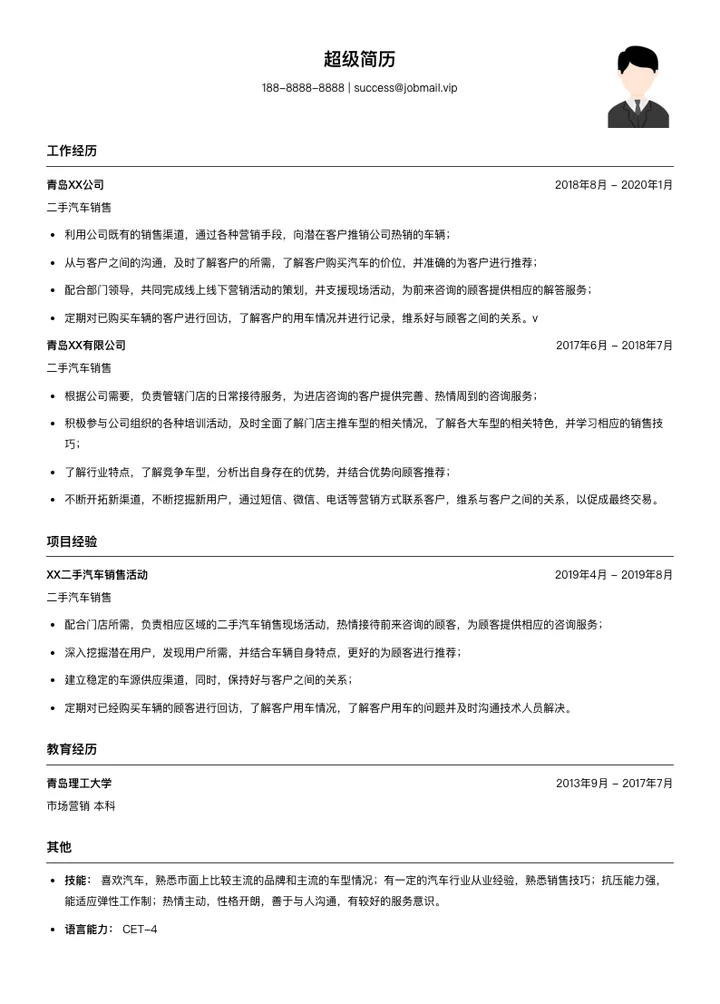 超级简历
188-8888-8888 | success@jobmail.vip
工作经历
青岛XX公司 2018年8月 - 2020年1月
二手汽车销售
• 利用公司既有的销售渠道，通过各种营销手段，向潜在客户推销公司热销的车辆；
• 从与客户之间的沟通，及时了解客户的所需，了解客户购买汽车的价位，并准确的为客户进行推荐；
• 配合部门领导，共同完成线上线下营销活动的策划，并支援现场活动，为前来咨询的顾客提供相应的解答服务；
• 定期对已购买车辆的客户进行回访，了解客户的用车情况并进行记录，维系好与顾客之间的关系。v
青岛XX有限公司 2017年6月 - 2018年7月
二手汽车销售
• 根据公司需要，负责管辖门店的日常接待服务，为进店咨询的客户提供完善、热情周到的咨询服务；
• 积极参与公司组织的各种培训活动，及时全面了解门店主推车型的相关情况，了解各大车型的相关特色，并学习相应的销售技
巧；
• 了解行业特点，了解竞争车型，分析出自身存在的优势，并结合优势向顾客推荐；
• 不断开拓新渠道，不断挖掘新用户，通过短信、微信、电话等营销方式联系客户，维系与客户之间的关系，以促成最终交易。
项目经验
XX二手汽车销售活动 2019年4月 - 2019年8月
二手汽车销售
• 配合门店所需，负责相应区域的二手汽车销售现场活动，热情接待前来咨询的顾客，为顾客提供相应的咨询服务；
• 深入挖掘潜在用户，发现用户所需，并结合车辆自身特点，更好的为顾客进行推荐；
• 建立稳定的车源供应渠道，同时，保持好与客户之间的关系；
• 定期对已经购买车辆的顾客进行回访，了解客户用车情况，了解客户用车的问题并及时沟通技术人员解决。
教育经历
青岛理工大学 2013年9月 - 2017年7月
市场营销 本科
其他
• 技能： 喜欢汽车，熟悉市面上比较主流的品牌和主流的车型情况；有一定的汽车行业从业经验，熟悉销售技巧；抗压能力强，
能适应弹性工作制；热情主动，性格开朗，善于与人沟通，有较好的服务意识。
• 语言能力： CET-4